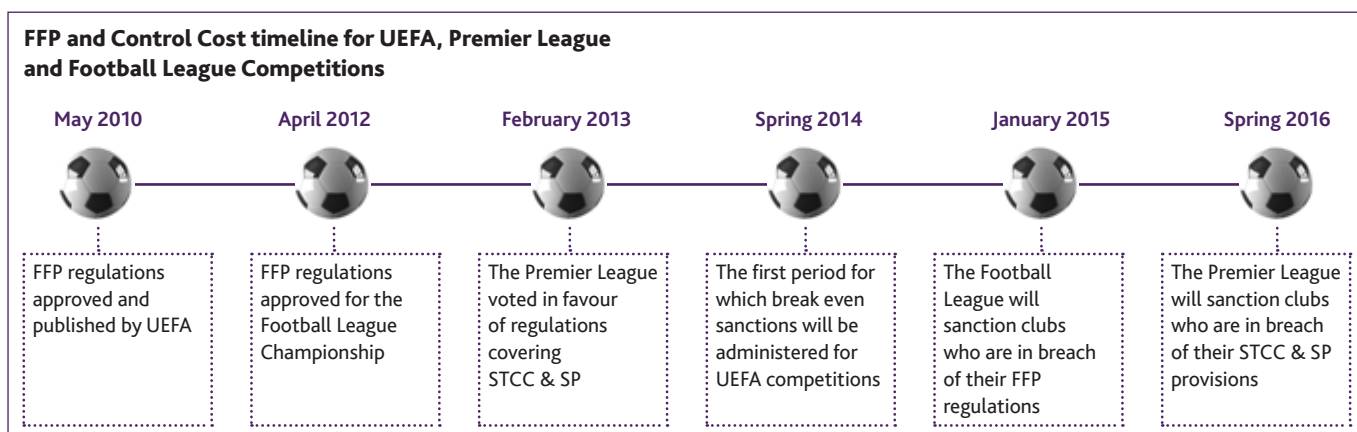 FFP and Control Cost timeline for UEFA, Premier League
and Football League Competitions
May 2010
April 2012
February 2013
Spring 2014
January 2015
Spring 2016
FFP regulations
approved and
published by UEFA
FFP regulations
approved for the
Football League
Championship
The Premier League
voted in favour
of regulations
covering
STCC & SP
The first period for
which break even
sanctions will be
administered for
UEFA competitions
The Football
League will
sanction clubs
who are in breach
of their FFP
regulations
The Premier League
will sanction clubs
who are in breach
of their STCC & SP
provisions